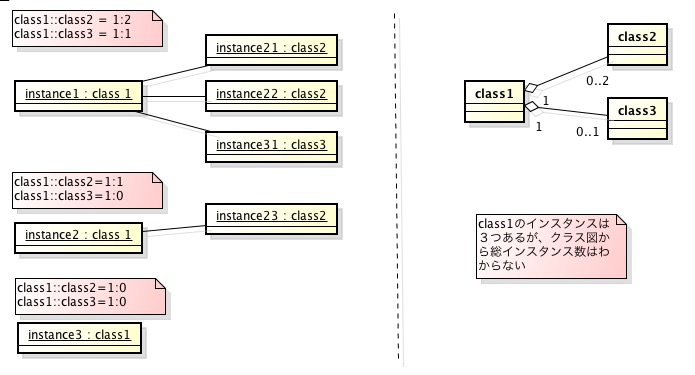 class1::class2 = 1:2
class1::class3 = 1:1
instance21 : class2
instance1 : class 1
instance22 : class2
instance31 : class3
class1::class2=1:1
class1::class3=1:0
instance23 : class2
instance2 : class 1
class1::class2=1:0
class1::class3=1:0
instance3 : class1
class2
class1
0..2
1
class3
1
0..1
class1のインスタンスは
３つあるが、クラス図か
ら総インスタンス数はわ
からない